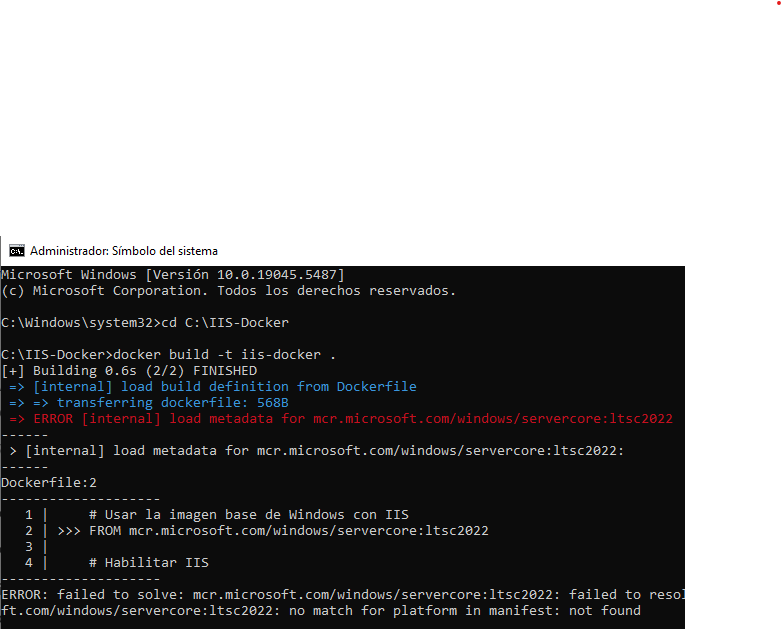 Administrador: Símbolo del sistema
Microsoft Windows [Versión 10.0.19045.5487]
(c) Microsoft Corporation. Todos los derechos reservados.
C:\Windows\system32>cd C:\IIS-Docker
C:\IIS-Docker>docker build -t iis-docker .
[+] Building 0.6s (2/2) FINISHED
=> [internal] load build definition from Dockerfile
=> => transferring dockerfile: 568B
=> ERROR [internal] load metadata for mcr.microsoft.com/windows/servercore:ltsc2022
------
> [internal] load metadata for mcr.microsoft.com/windows/servercore:ltsc2022:
------
Dockerfile:2
--------------------
1 |     # Usar la imagen base de Windows con IIS
2 | >>> FROM mcr.microsoft.com/windows/servercore:ltsc2022
3 |
4 |     # Habilitar IIS
--------------------
ERROR: failed to solve: mcr.microsoft.com/windows/servercore:ltsc2022: failed to resol
ft.com/windows/servercore:ltsc2022: no match for platform in manifest: not found